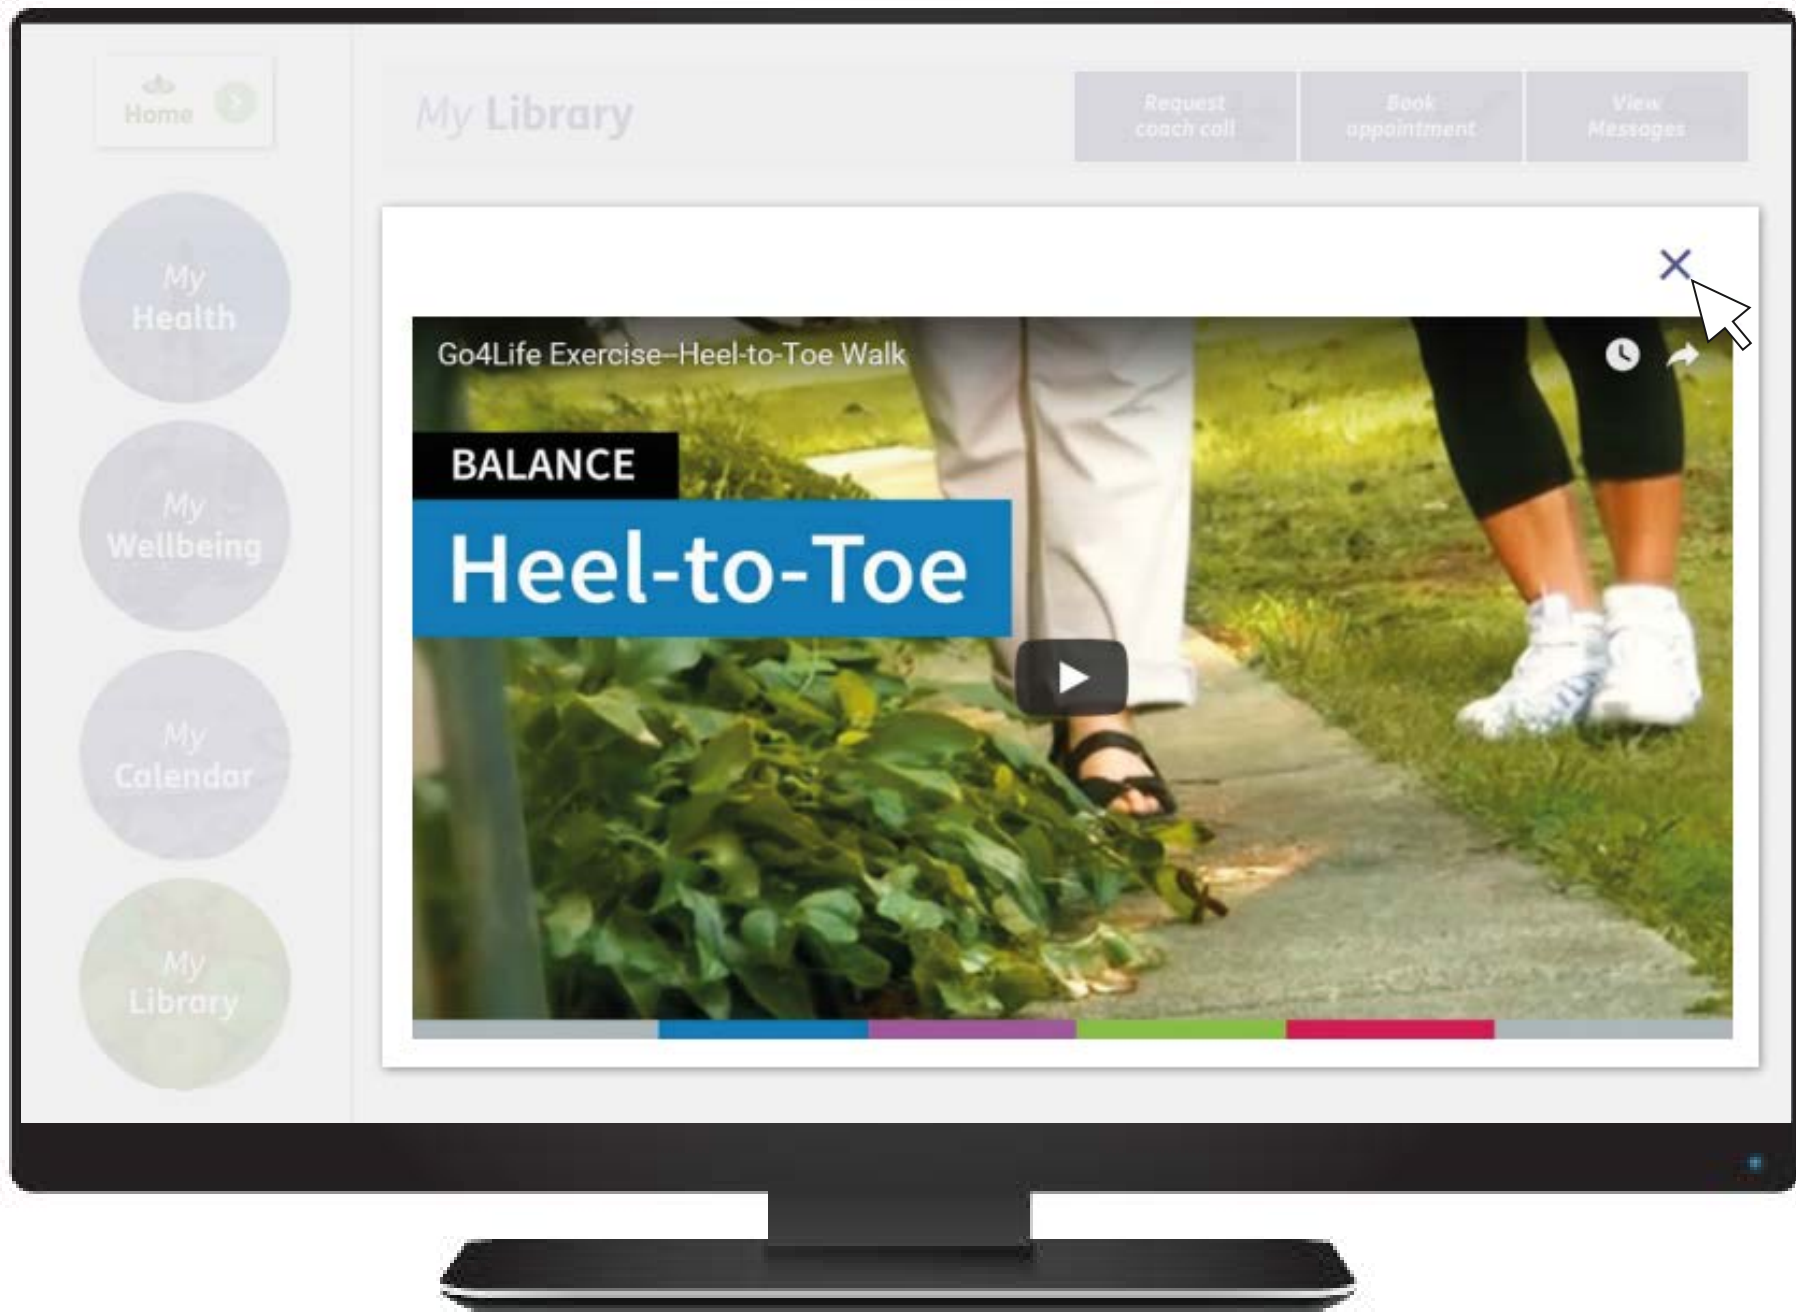 Home
My Library
Request
coach call
Book
appointment
View
Messages
My
Health
My
Wellbeing
My
Calendar
My
Library
Go4Life Exercise--Heel-to-Toe Walk
BALANCE
Heel-to-Toe